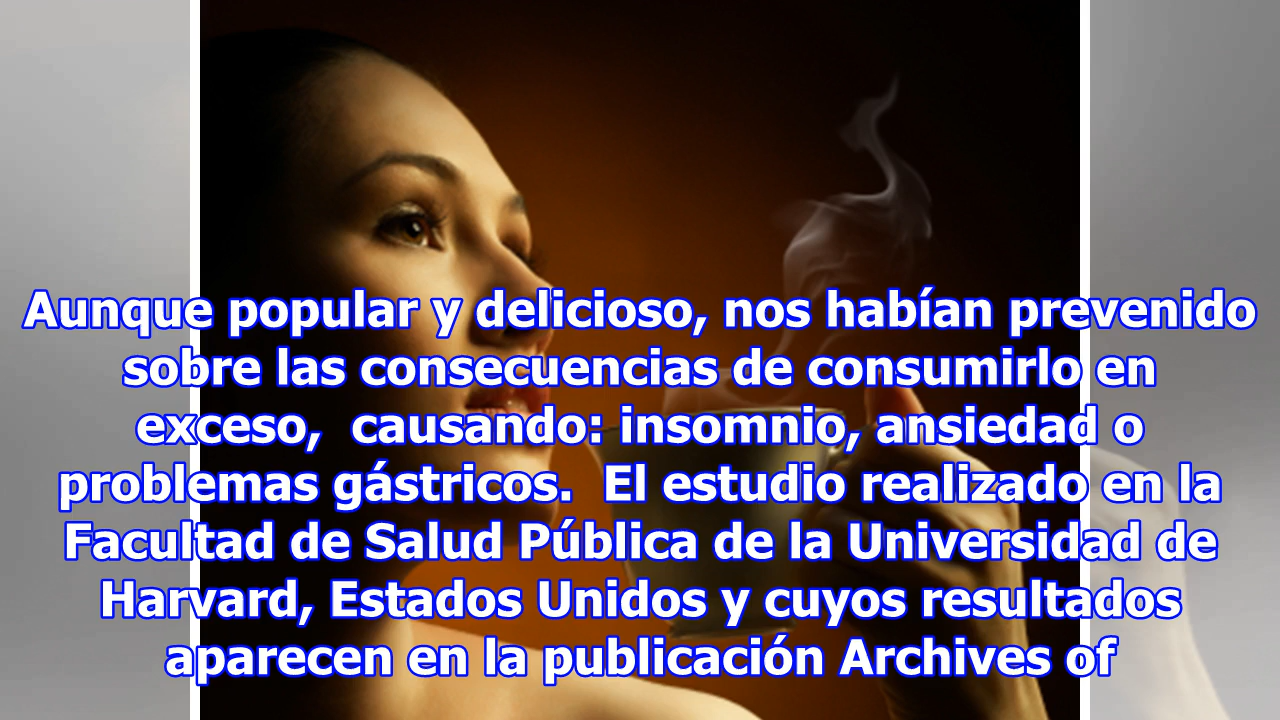 Aunque popular y delicioso, nos habían prevenido
sobre las consecuencias de consumirlo en
exceso,  causando: insomnio, ansiedad o
problemas gástricos.  El estudio realizado en la
Facultad de Salud Pública de la Universidad de
Harvard, Estados Unidos y cuyos resultados
aparecen en la publicación Archives of